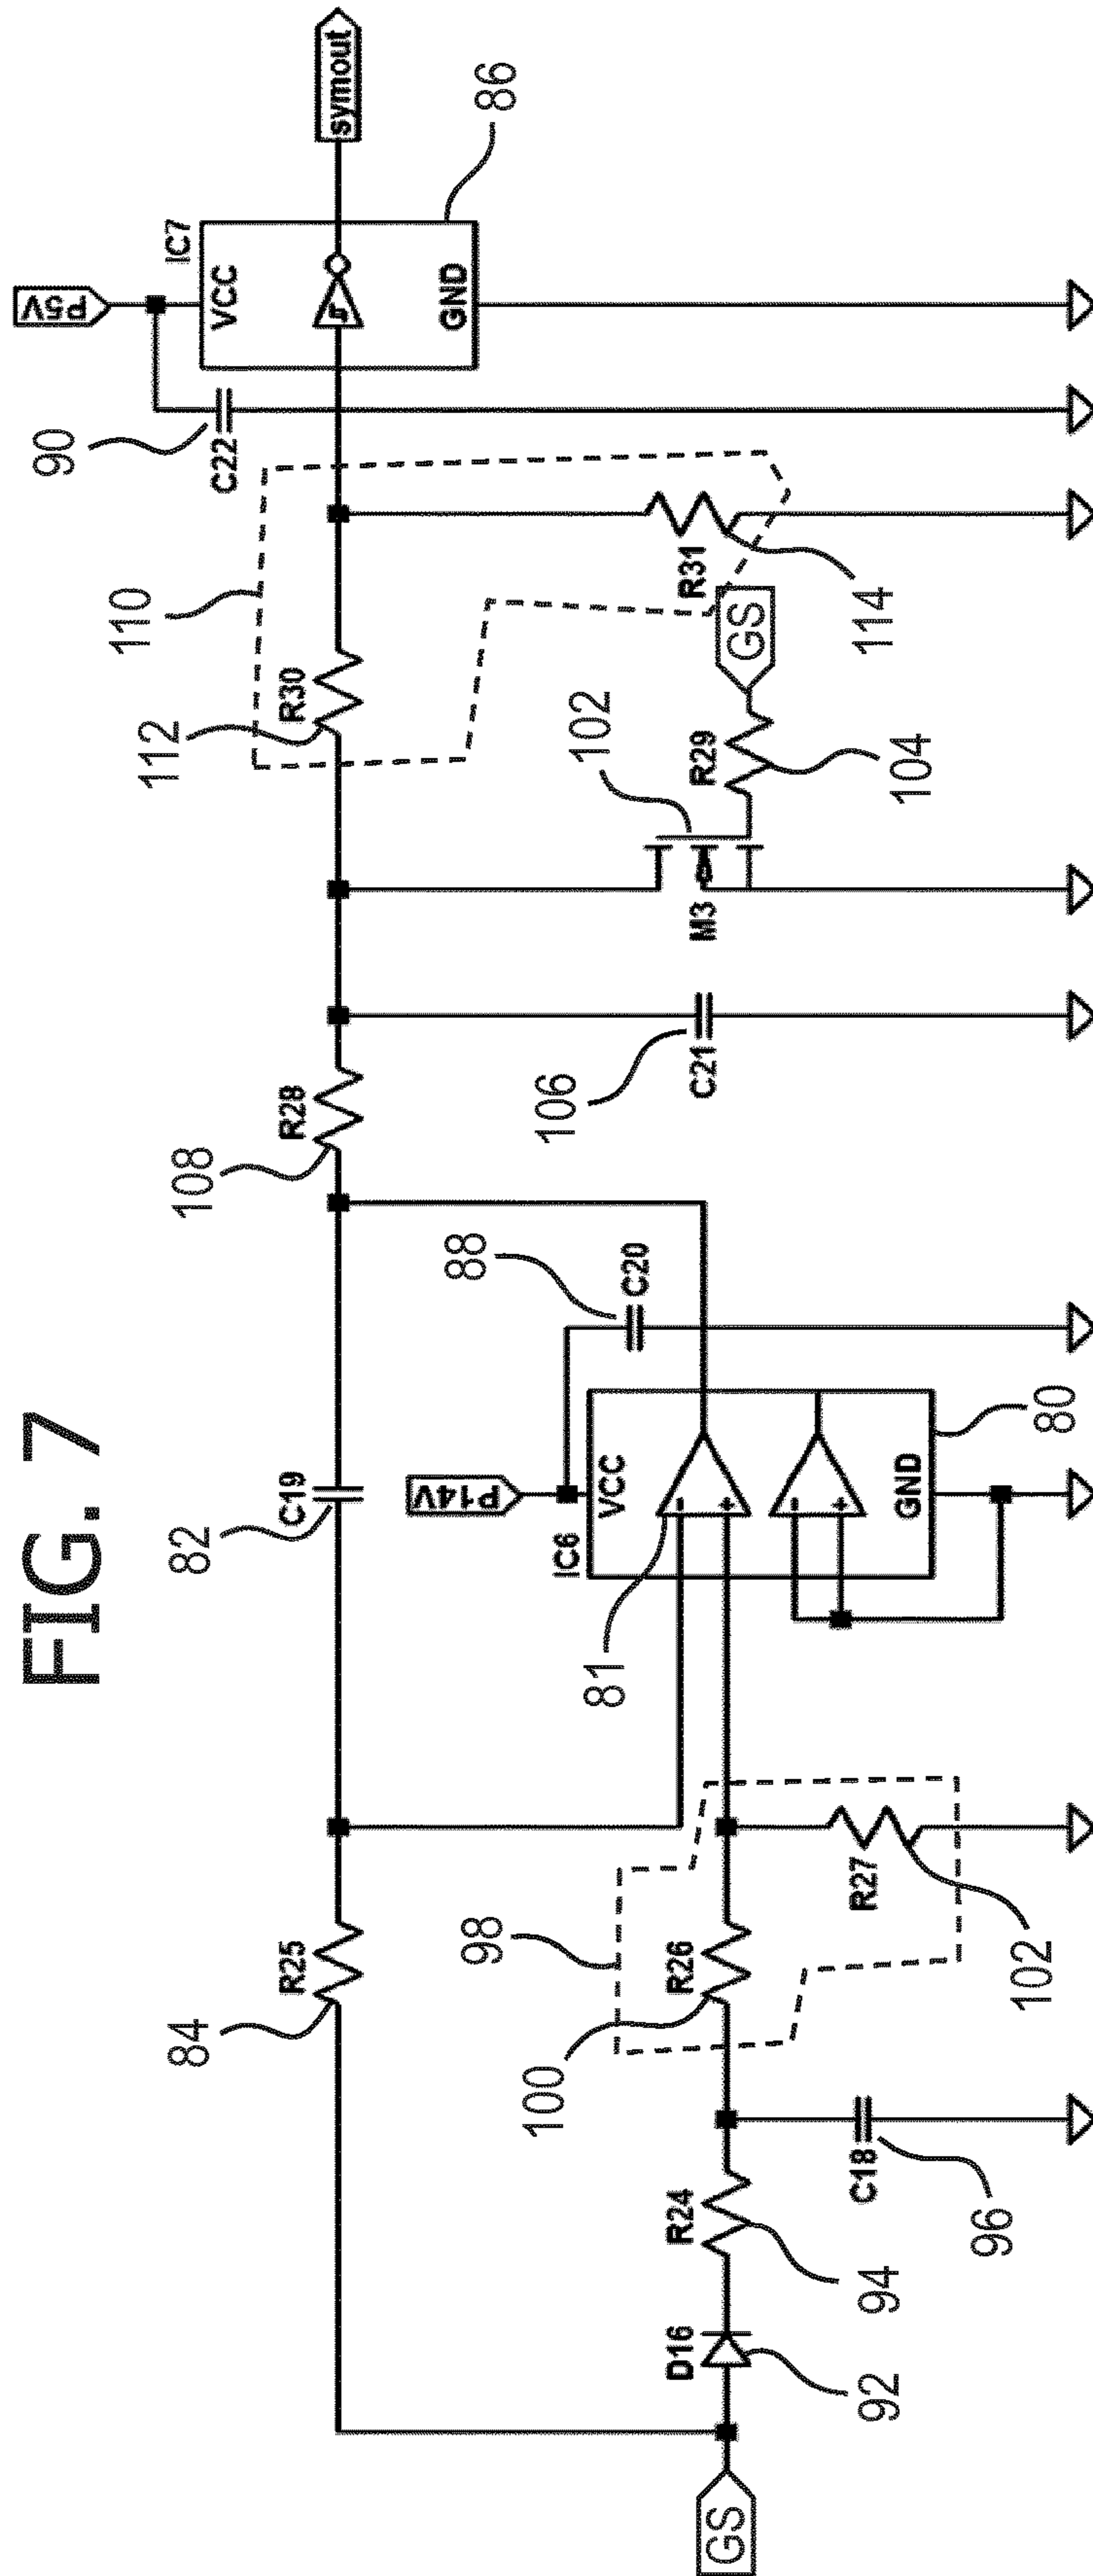 FIG. 7
GS
D16
92
R24
94
C18
96
84
R25
98
100
R26
R27
102
82
C19
81
IC6
P14V
VCC
-
+
-
+
GND
80
88
C20
108
R28
106
C21
M3
102
R29
104
GS
112
R30
110
R31
114
90
C22
P5V
IC7
VCC
GND
86
symout